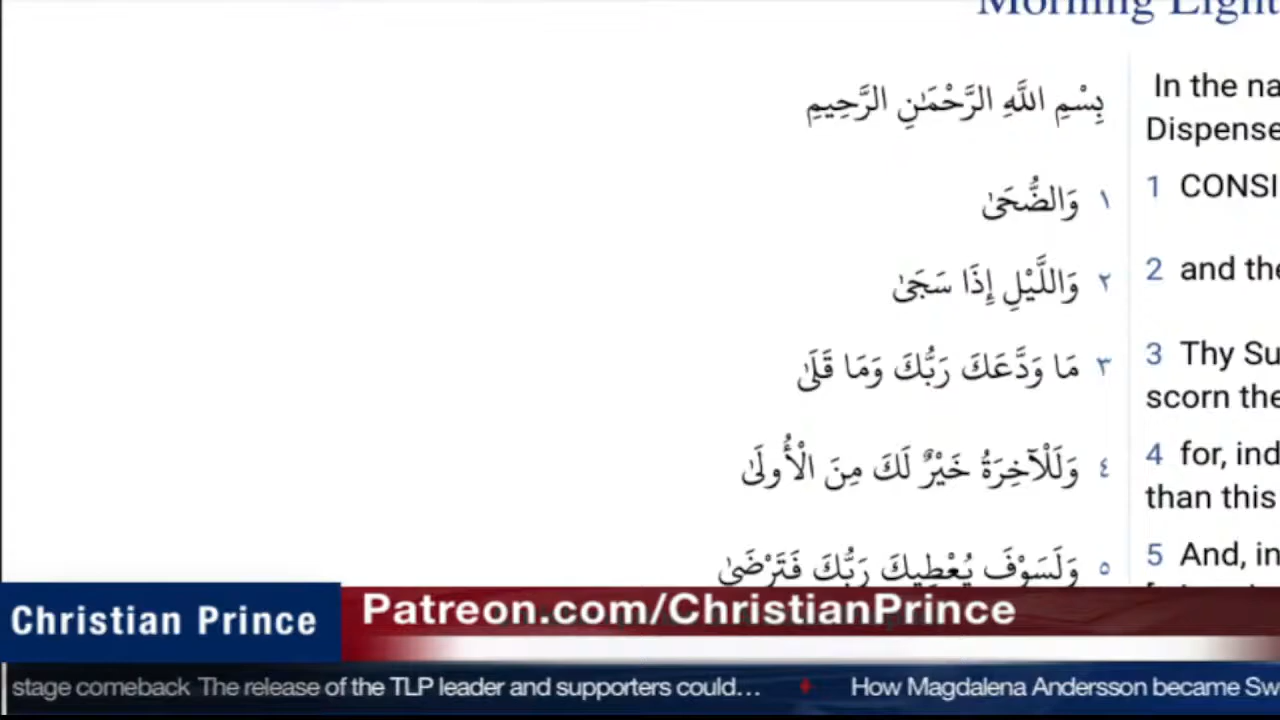 Morning Eight
بِسْمِ اللَّهِ الرَّحْمَٰنِ الرَّحِيمِ
In the na
Dispense
١ وَالضُّحَىٰ
1 CONSI
٢ وَاللَّيْلِ إِذَا سَجَىٰ
2 and the
٣ مَا وَدَّعَكَ رَبُّكَ وَمَا قَلَىٰ
3 Thy Su
scorn the
٤ وَلَلْآخِرَةُ خَيْرٌ لَكَ مِنَ الْأُولَىٰ
4 for, ind
than this
٥ وَلَسَوْفَ يُعْطِيكَ رَبُّكَ فَتَرْضَىٰ
5 And, in
Christian Prince
Patreon.com/ChristianPrince
stage comeback The release of the TLP leader and supporters could... How Magdalena Andersson became Sw